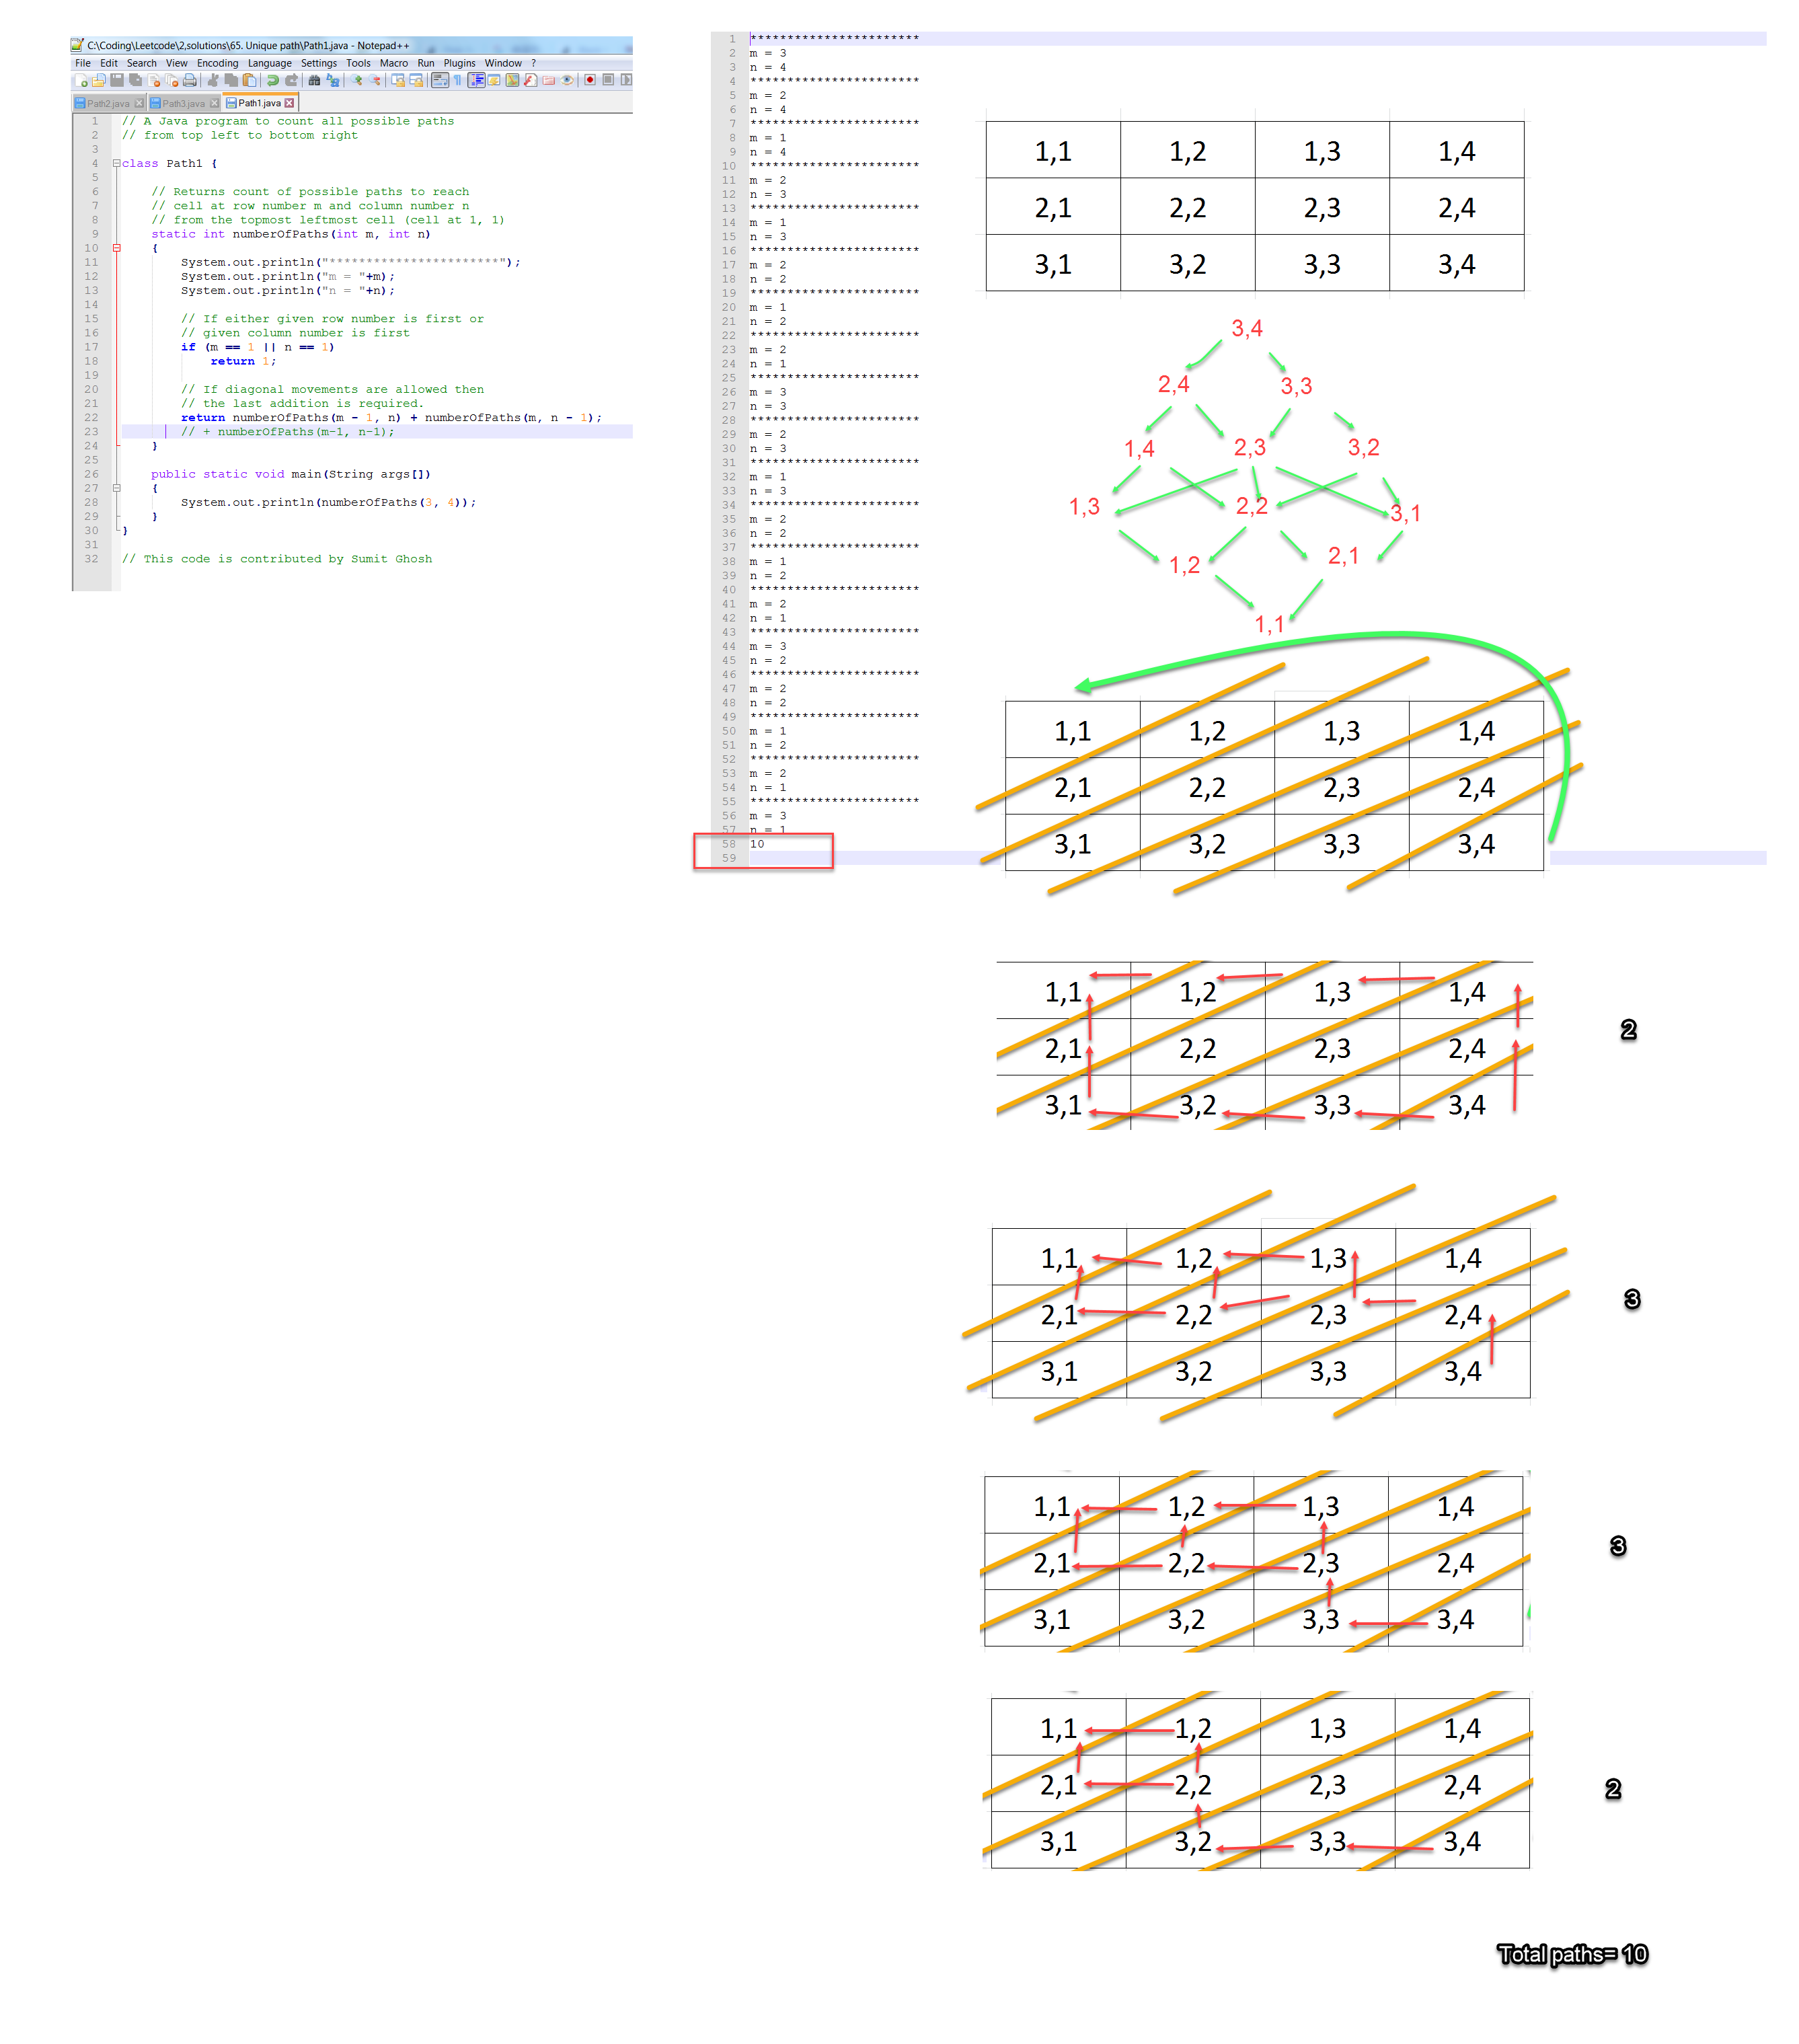 C:\Coding\Leetcode\2,solutions\65. Unique path\Path1.java - Notepad++
File Edit Search View Encoding Language Settings Tools Macro Run Plugins Window ?
Path2.java Path3.java Path1.java
1 // A Java program to count all possible paths
2 // from top left to bottom right
3
4 class Path1 {
5
6 // Returns count of possible paths to reach
7 // cell at row number m and column number n
8 // from the topmost leftmost cell (cell at 1, 1)
9 static int numberOfPaths(int m, int n)
10 {
11 System.out.println("***********************");
12 System.out.println("m = "+m);
13 System.out.println("n = "+n);
14
15 // If either given row number is first or
16 // given column number is first
17 if (m == 1 || n == 1)
18 return 1;
19
20 // If diagonal movements are allowed then
21 // the last addition is required.
22 return numberOfPaths(m - 1, n) + numberOfPaths(m, n - 1);
23 // + numberOfPaths(m-1, n-1);
24 }
25
26 public static void main(String args[])
27 {
28 System.out.println(numberOfPaths(3, 4));
29 }
30 }
31
32 // This code is contributed by Sumit Ghosh
1 ***********************
2 m = 3
3 n = 4
4 ***********************
5 m = 2
6 n = 4
7 ***********************
8 m = 1
9 n = 4
10 ***********************
11 m = 2
12 n = 3
13 ***********************
14 m = 1
15 n = 3
16 ***********************
17 m = 2
18 n = 2
19 ***********************
20 m = 1
21 n = 2
22 ***********************
23 m = 2
24 n = 1
25 ***********************
26 m = 3
27 n = 3
28 ***********************
29 m = 2
30 n = 3
31 ***********************
32 m = 1
33 n = 3
34 ***********************
35 m = 2
36 n = 2
37 ***********************
38 m = 1
39 n = 2
40 ***********************
41 m = 2
42 n = 1
43 ***********************
44 m = 3
45 n = 2
46 ***********************
47 m = 2
48 n = 2
49 ***********************
50 m = 1
51 n = 2
52 ***********************
53 m = 2
54 n = 1
55 ***********************
56 m = 3
57 n = 1
58 10
59
1,1 1,2 1,3 1,4
2,1 2,2 2,3 2,4
3,1 3,2 3,3 3,4
3,4
2,4 3,3
1,4 2,3 3,2
1,3 2,2 3,1
1,2 2,1
1,1
1,1 1,2 1,3 1,4
2,1 2,2 2,3 2,4
3,1 3,2 3,3 3,4
1,1 1,2 1,3 1,4
2,1 2,2 2,3 2,4
3,1 3,2 3,3 3,4
2
1,1 1,2 1,3 1,4
2,1 2,2 2,3 2,4
3,1 3,2 3,3 3,4
3
1,1 1,2 1,3 1,4
2,1 2,2 2,3 2,4
3,1 3,2 3,3 3,4
3
1,1 1,2 1,3 1,4
2,1 2,2 2,3 2,4
3,1 3,2 3,3 3,4
2
Total paths= 10